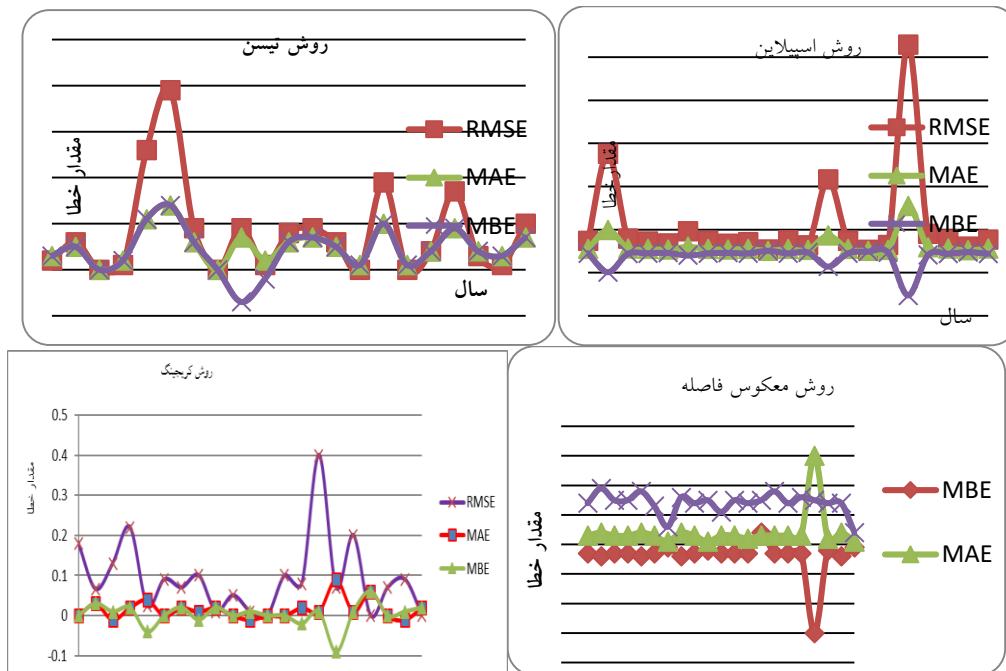 روش تیسن
مقدار خطا
RMSE
MAE
MBE
سال
روش اسپیلاین
مقدار خطا
RMSE
MAE
MBE
سال
روش کریجینگ
مقدار خطا
0.5
0.4
0.3
0.2
0.1
0
-0.1
RMSE
MAE
MBE
روش معکوس فاصله
مقدار خطا
MBE
MAE